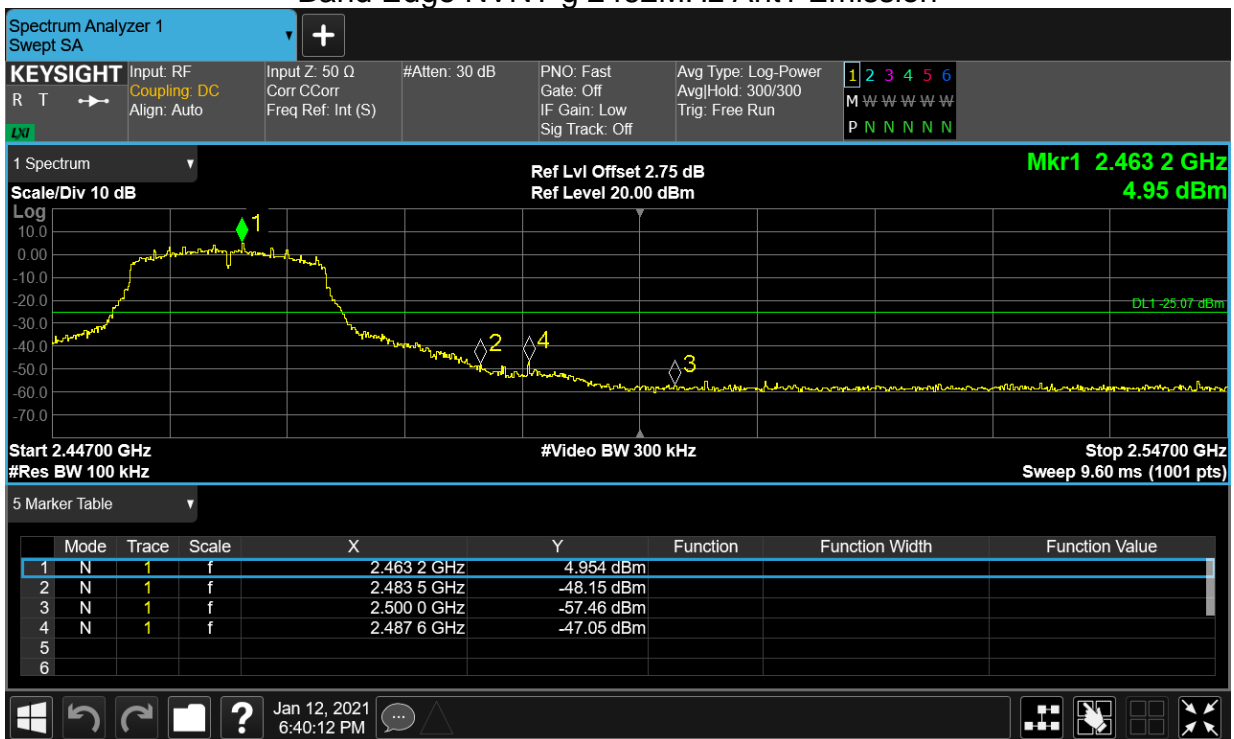 Band Edge NVNT g 2462MHz Ant1 Emission
Spectrum Analyzer 1
Swept SA
+
KEYSIGHT
R T
LXI
Input: RF
Coupling: DC
Align: Auto
Input Z: 50 Ω
Corr CCorr
Freq Ref: Int (S)
#Atten: 30 dB
PNO: Fast
Gate: Off
IF Gain: Low
Sig Track: Off
Avg Type: Log-Power
Avg|Hold: 300/300
Trig: Free Run
1 2 3 4 5 6
M W W W W W
P N N N N N
1 Spectrum
Scale/Div 10 dB
Ref Lvl Offset 2.75 dB
Ref Level 20.00 dBm
Mkr1 2.463 2 GHz
4.95 dBm
Log
10.0
0.00
-10.0
-20.0
-30.0
-40.0
-50.0
-60.0
-70.0
1
DL1 -25.07 dBm
2
4
3
Start 2.44700 GHz
#Res BW 100 kHz
#Video BW 300 kHz
Stop 2.54700 GHz
Sweep 9.60 ms (1001 pts)
5 Marker Table
Mode Trace Scale X Y Function Function Width Function Value
1 N 1 f 2.463 2 GHz 4.954 dBm
2 N 1 f 2.483 5 GHz -48.15 dBm
3 N 1 f 2.500 0 GHz -57.46 dBm
4 N 1 f 2.487 6 GHz -47.05 dBm
5
6
?
Jan 12, 2021
6:40:12 PM